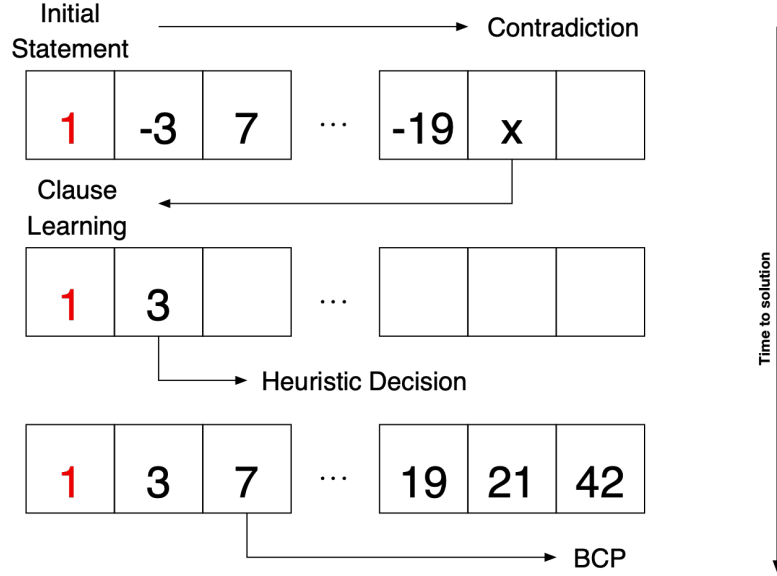 Initial
Statement
Contradiction
1 -3 7 ... -19 x
Clause
Learning
1 3 ...
Heuristic Decision
1 3 7 ... 19 21 42
BCP
Time to solution